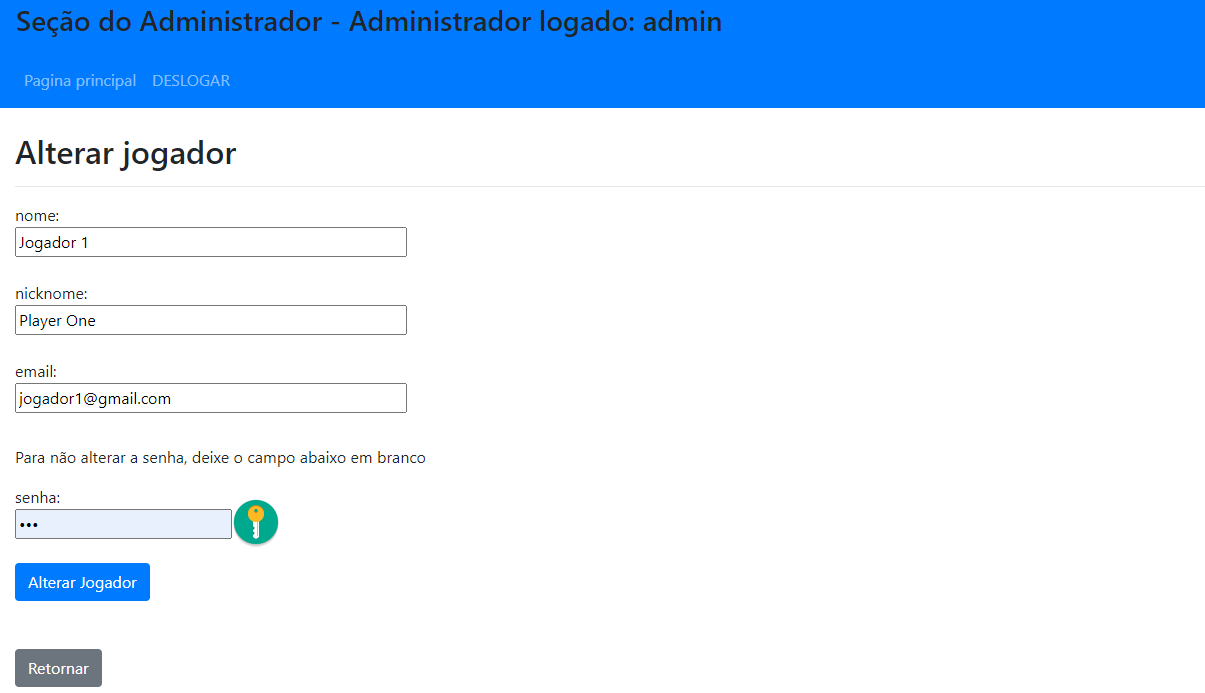 Seção do Administrador - Administrador logado: admin
Pagina principal DESLOGAR
Alterar jogador
nome:
Jogador 1
nicknome:
Player One
email:
jogador1@gmail.com
Para não alterar a senha, deixe o campo abaixo em branco
senha:
•••
Alterar Jogador
Retornar